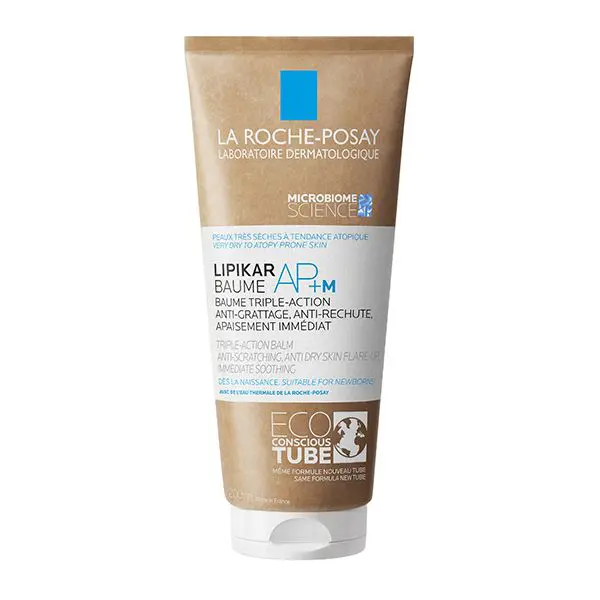 LA ROCHE-POSAY
LABORATOIRE DERMATOLOGIQUE
MICROBIOME
SCIENCE
PEAUX TRÈS SÈCHES À TENDANCE ATOPIQUE
VERY DRY TO ATOPY PRONE SKIN
LIPIKAR
BAUME AP+M
BAUME TRIPLE-ACTION
ANTI-GRATTAGE, ANTI-RECHUTE,
APAISEMENT IMMÉDIAT
TRIPLE-ACTION BALM
ANTI-SCRATCHING, ANTI DRY SKIN FLARE-UP,
IMMEDIATE SOOTHING
DÈS LA NAISSANCE. SUITABLE FOR NEWBORNS
AVEC DE L'EAU THERMALE DE LA ROCHE-POSAY
ECO
CONSCIOUS
TUBE
MÊME FORMULE NOUVEAU TUBE
SAME FORMULA NEW TUBE
Made in France